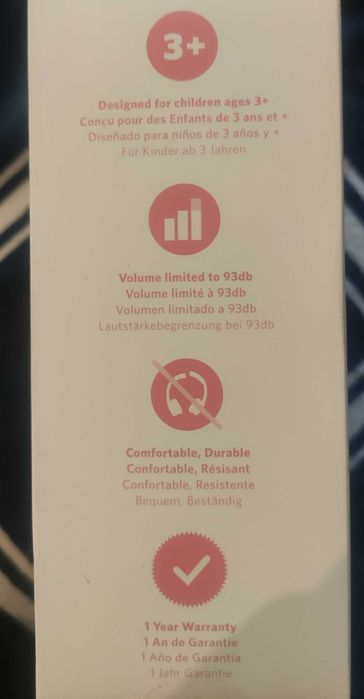 3+
Designed for children ages 3+
Conçu pour des Enfants de 3 ans et +
Diseñado para niños de 3 años y +
Für Kinder ab 3 Jahren
Volume limited to 93db
Volume limité à 93db
Volumen limitado a 93db
Lautstärkebegrenzung bei 93db
Comfortable, Durable
Confortable, Résisant
Confortable, Resistente
Bequem, Beständig
1 Year Warranty
1 An de Garantie
1 Año de Garantia
1 Jahr Garantie